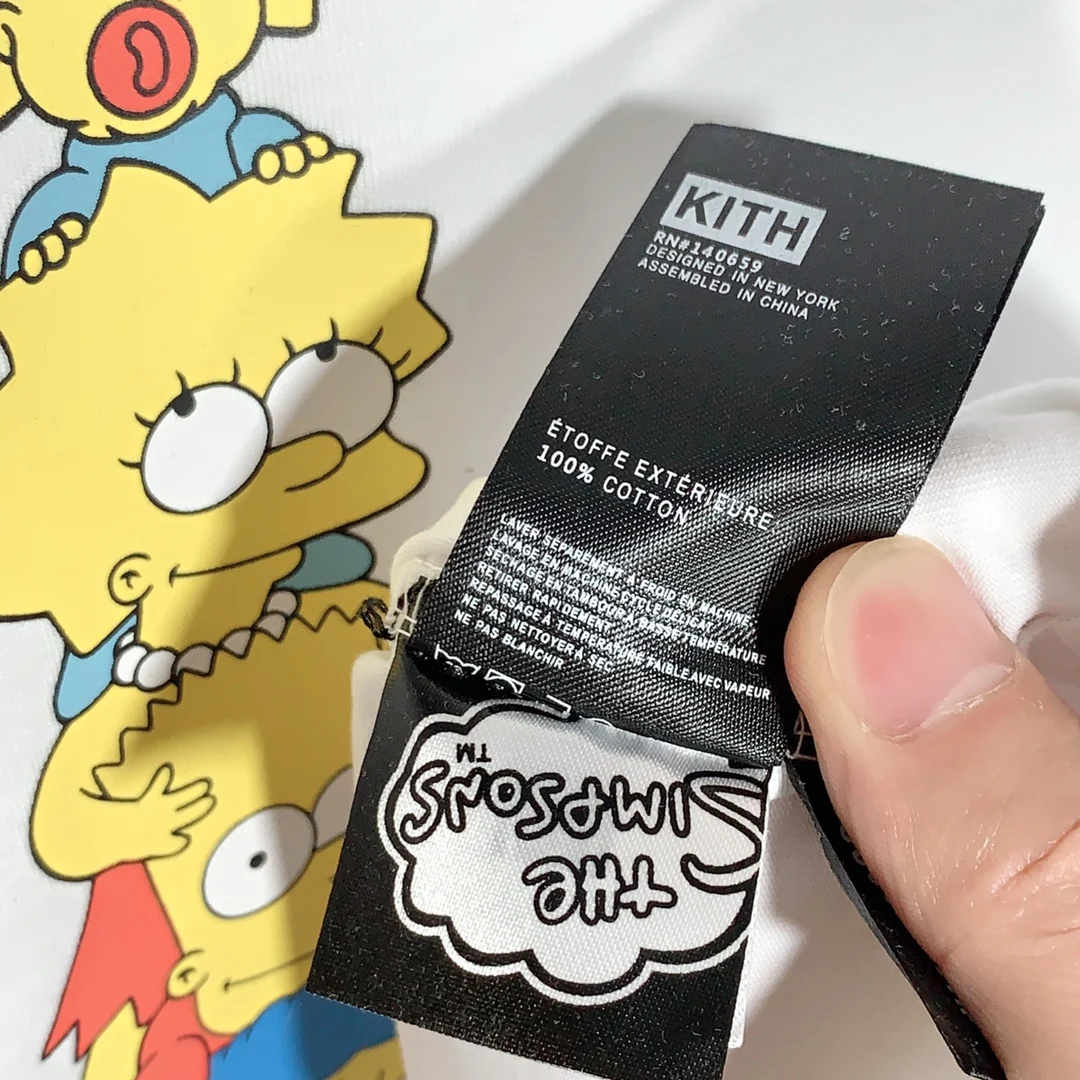 KITH
RN#140659
DESIGNED IN NEW YORK
ASSEMBLED IN CHINA
ÉTOFFE EXTÉRIEURE
100% COTTON
LAVER SÉPARÉMENT À FROID EN MACHINE
LAVAGE EN MACHINE CYCLE DÉLICAT
SÉCHAGE EN TAMBOUR À BASSE TEMPÉRATURE
RETIRER RAPIDEMENT
REPASSAGE À TEMPÉRATURE FAIBLE AVEC VAPEUR
NE PAS NETTOYER À SEC
NE PAS BLANCHIR
THE
SIMPSONS TM